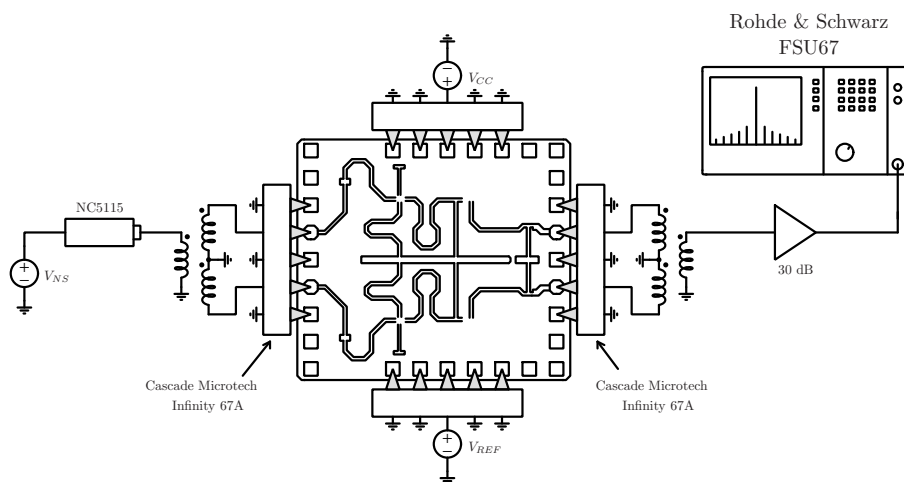 Rohde & Schwarz
FSU67
V_CC
NC5115
V_NS
30 dB
Cascade Microtech
Infinity 67A
Cascade Microtech
Infinity 67A
V_REF